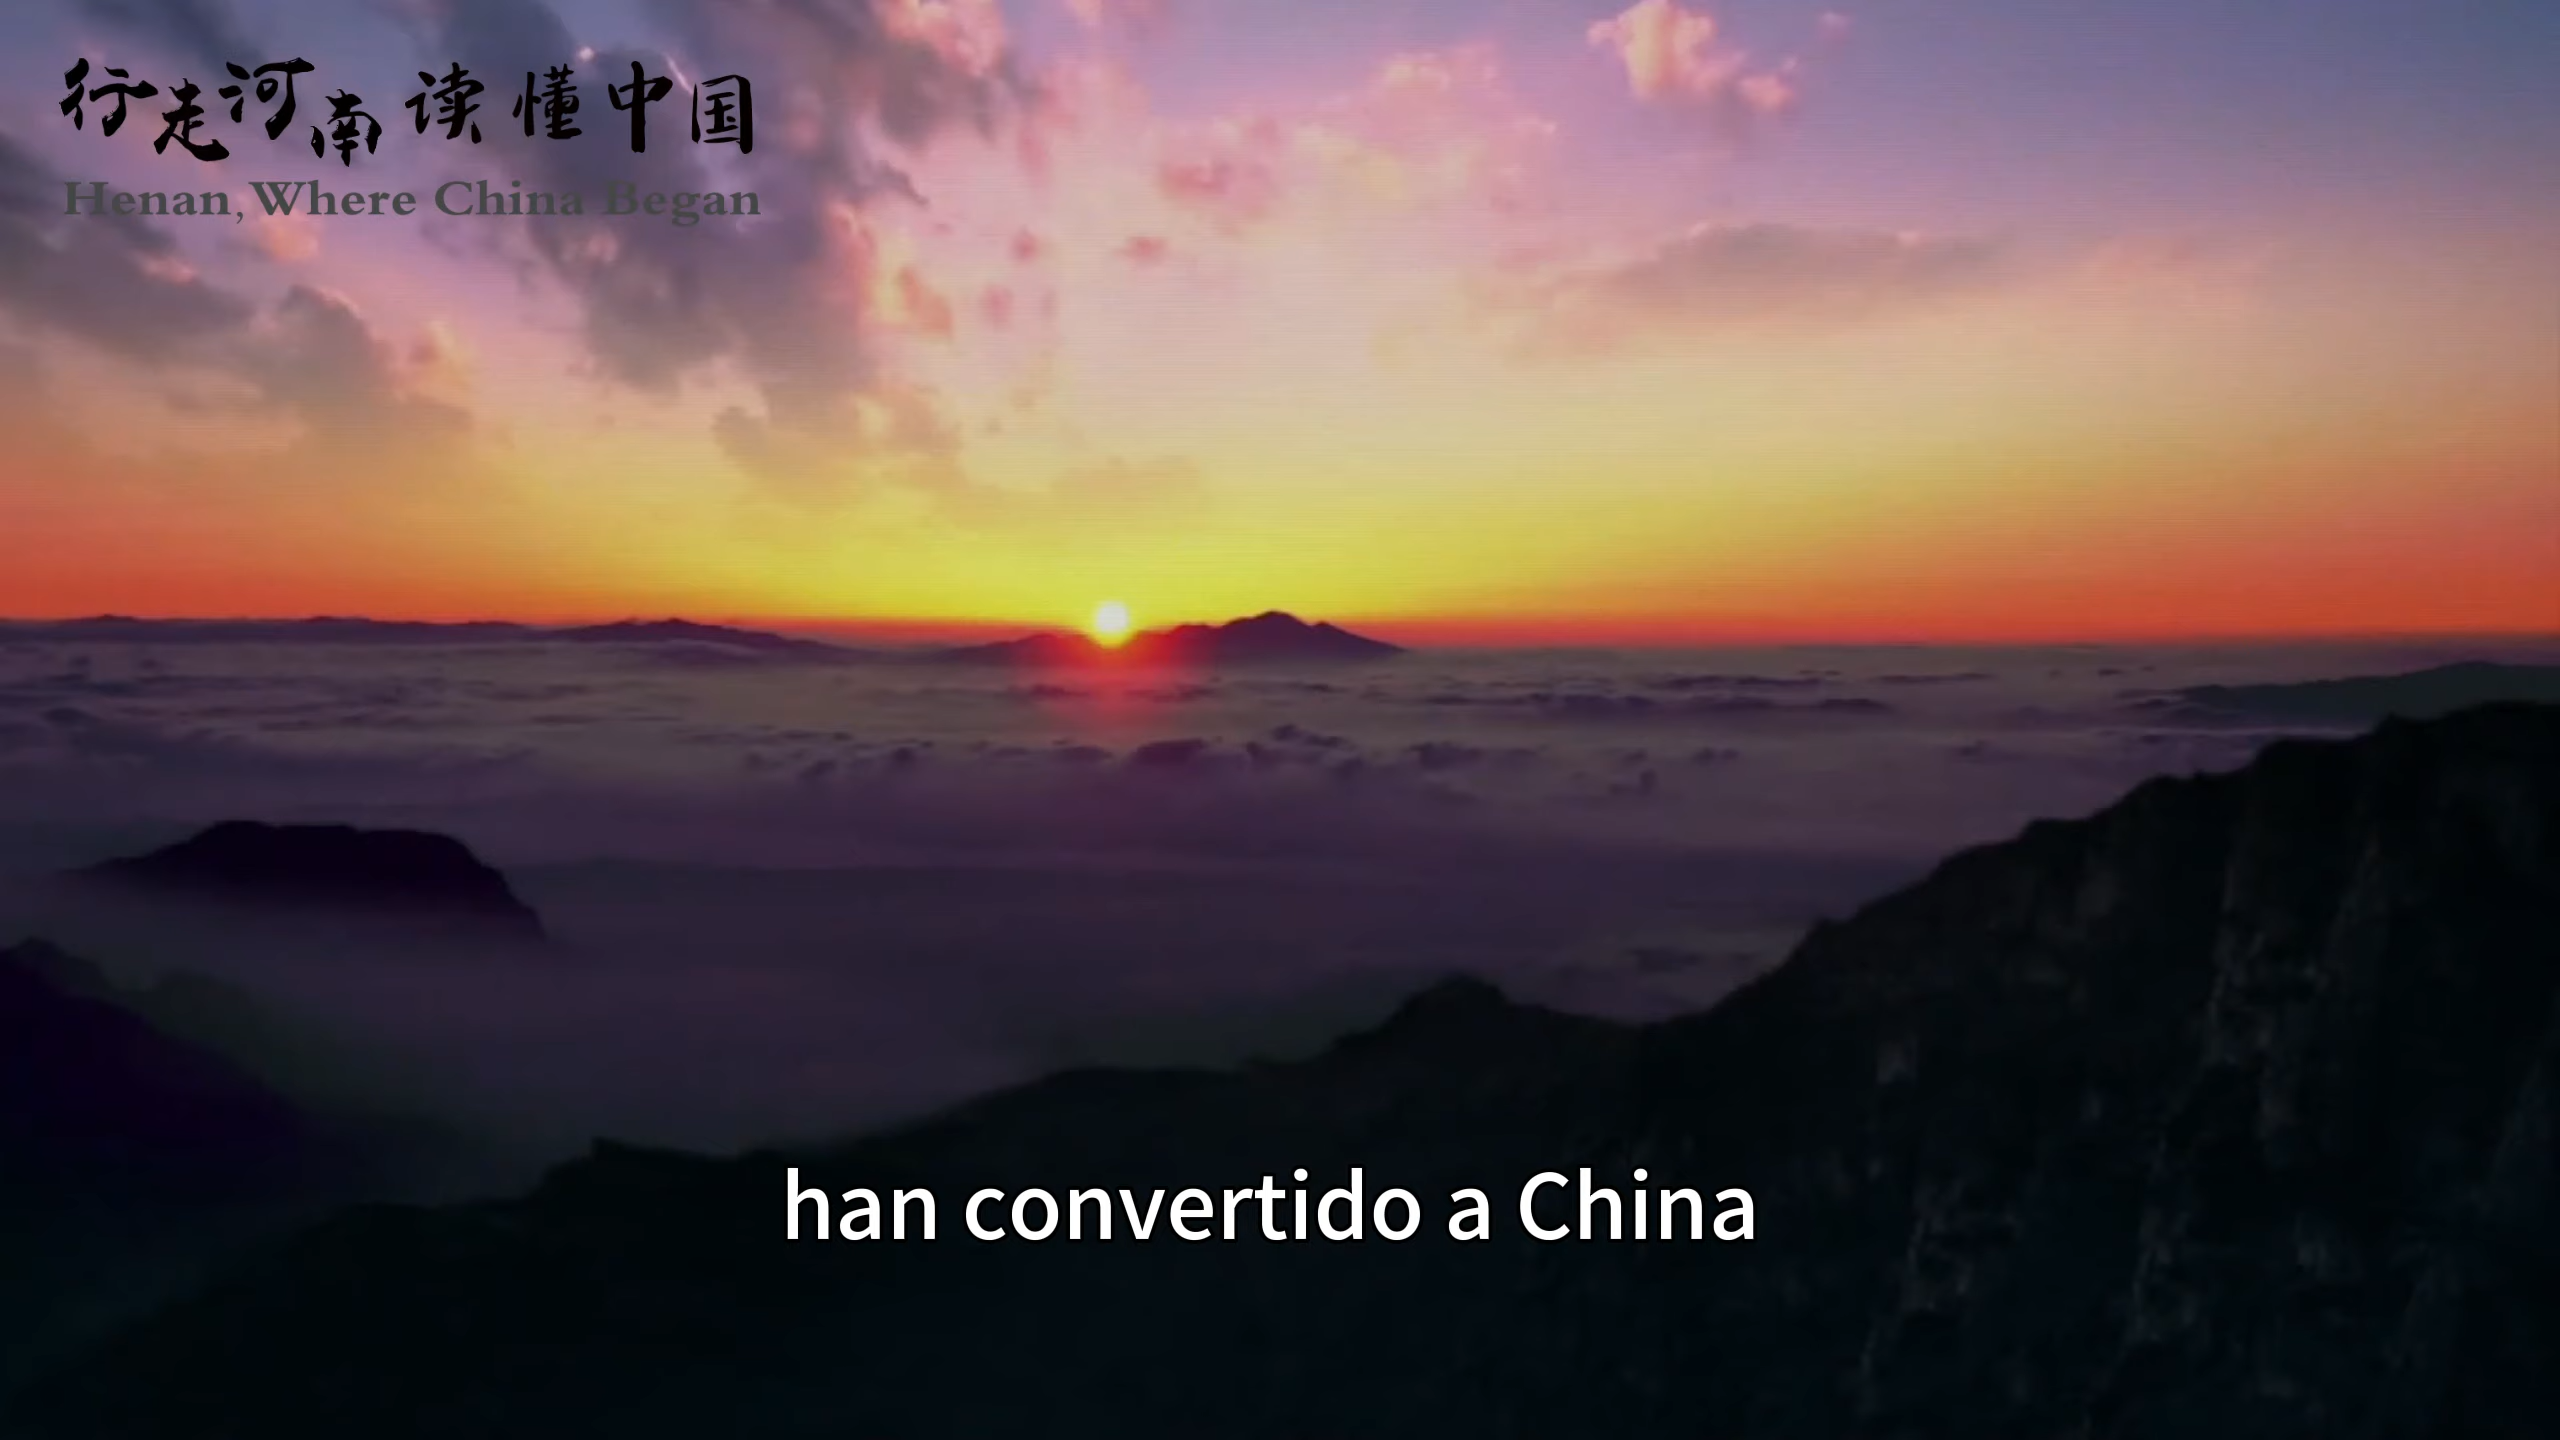 行走河南 读懂中国
Henan, Where China Began
han convertido a China